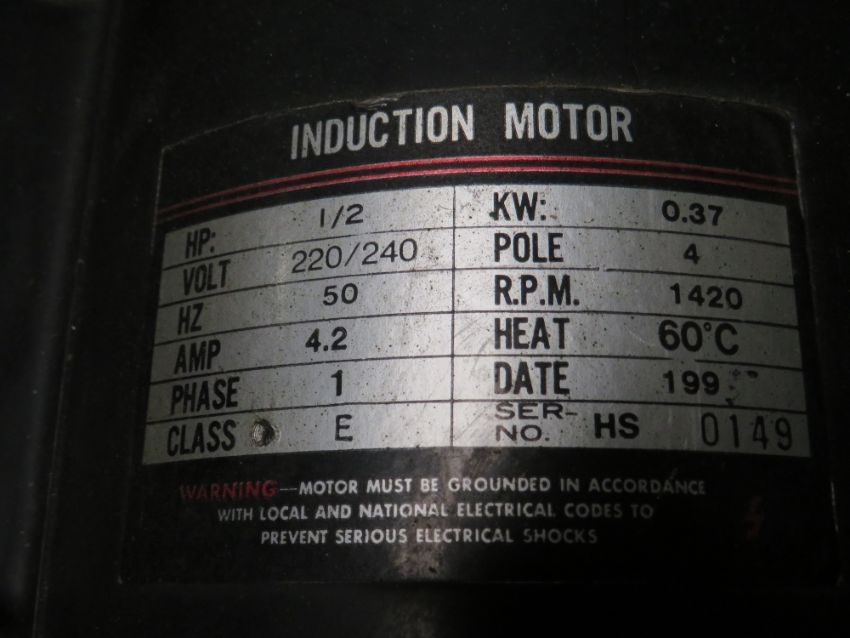 INDUCTION MOTOR
HP: 1/2 KW: 0.37
VOLT 220/240 POLE 4
HZ 50 R.P.M. 1420
AMP 4.2 HEAT 60°C
PHASE 1 DATE 199
CLASS E SER-NO. HS 0149
WARNING—MOTOR MUST BE GROUNDED IN ACCORDANCE
WITH LOCAL AND NATIONAL ELECTRICAL CODES TO
PREVENT SERIOUS ELECTRICAL SHOCKS